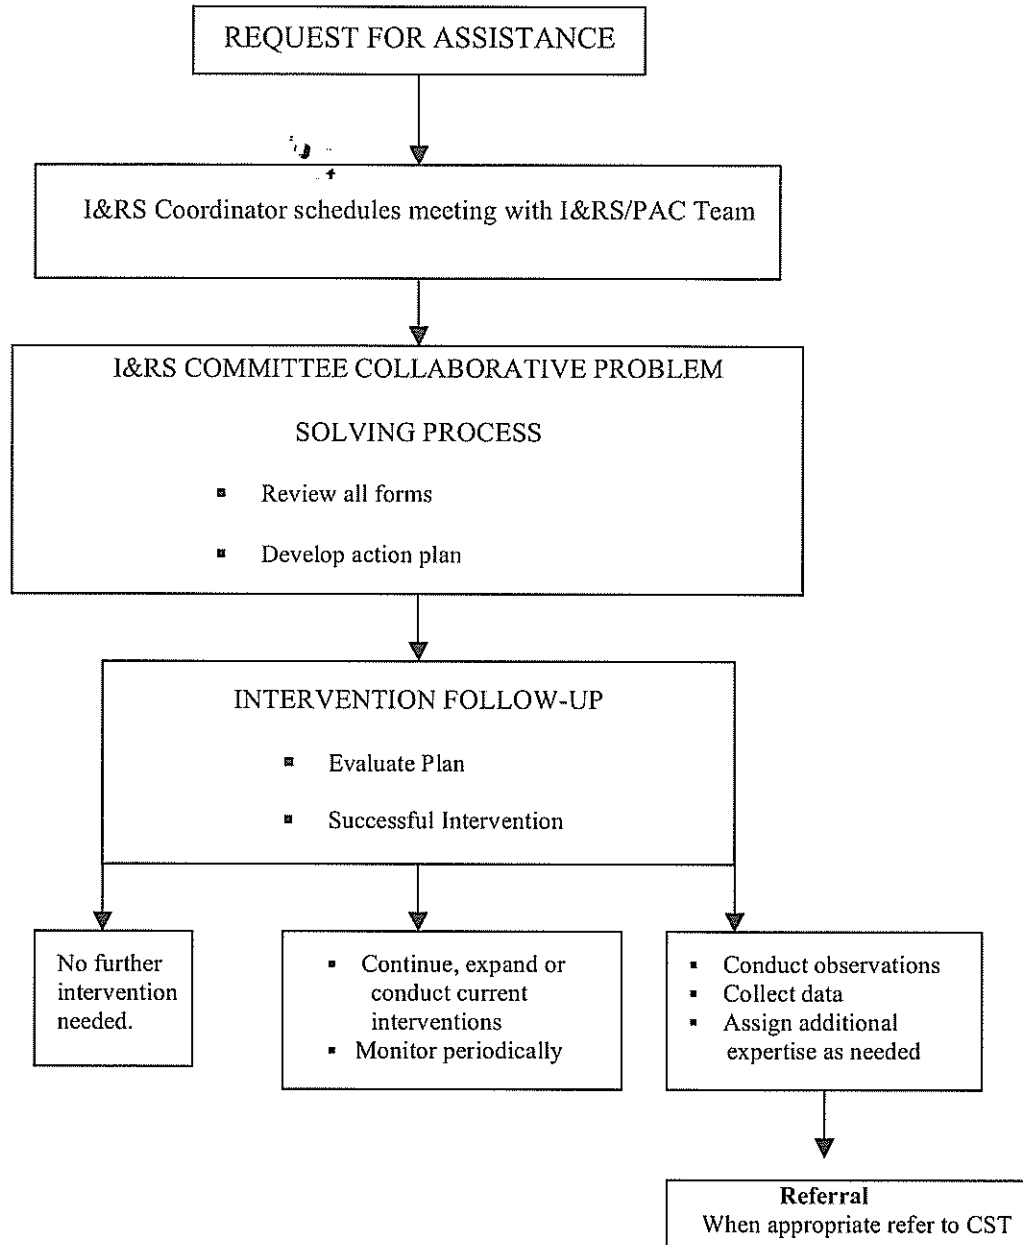 REQUEST FOR ASSISTANCE
I&RS Coordinator schedules meeting with I&RS/PAC Team
I&RS COMMITTEE COLLABORATIVE PROBLEM
SOLVING PROCESS
▪ Review all forms
▪ Develop action plan
INTERVENTION FOLLOW-UP
▪ Evaluate Plan
▪ Successful Intervention
No further
intervention
needed.
▪ Continue, expand or
conduct current
interventions
▪ Monitor periodically
▪ Conduct observations
▪ Collect data
▪ Assign additional
expertise as needed
Referral
When appropriate refer to CST